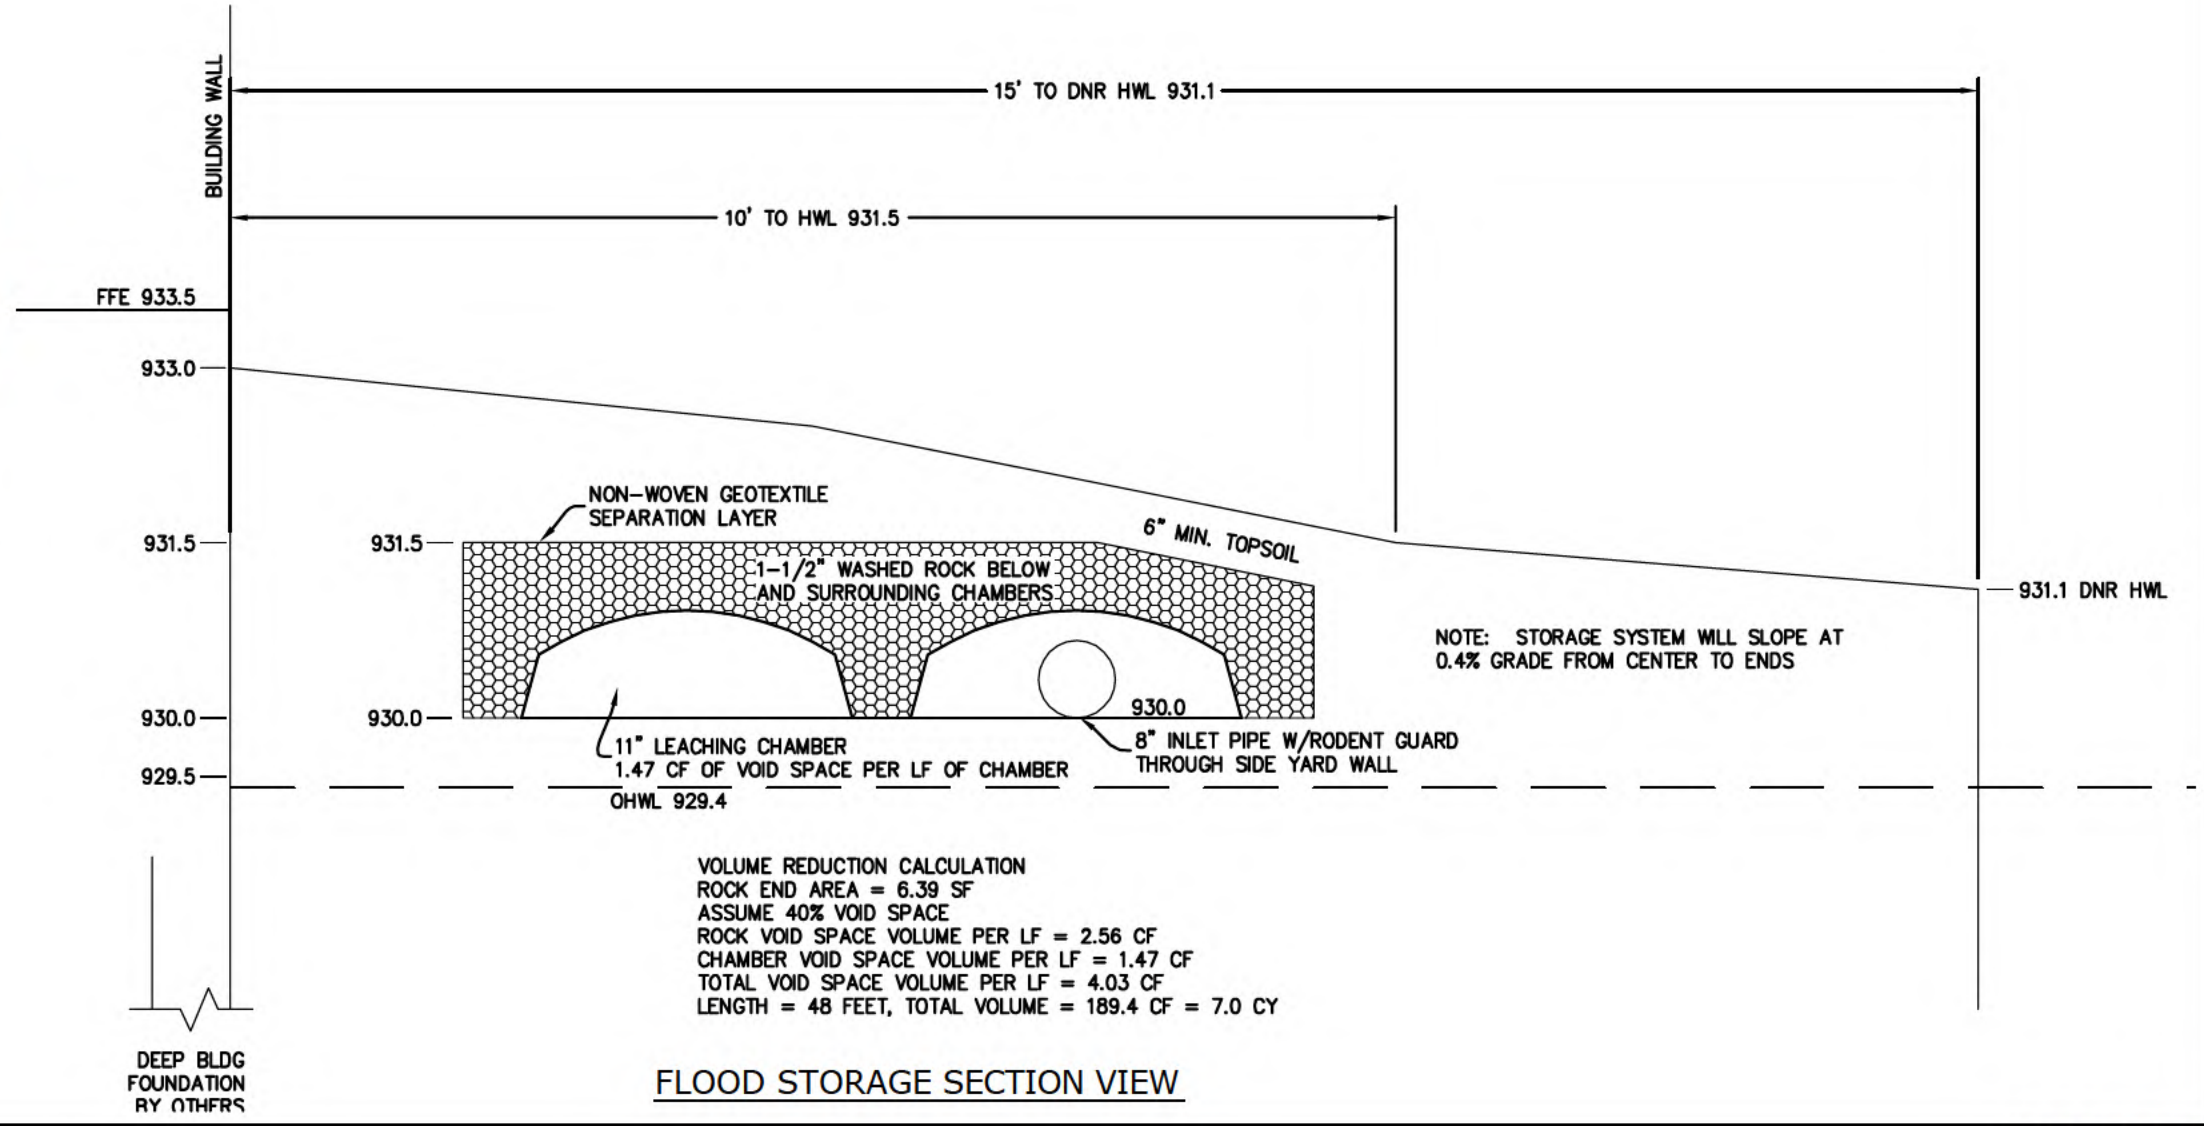 BUILDING WALL
15' TO DNR HWL 931.1
10' TO HWL 931.5
FFE 933.5
933.0
NON-WOVEN GEOTEXTILE
SEPARATION LAYER
6" MIN. TOPSOIL
931.5
931.5
1-1/2" WASHED ROCK BELOW
AND SURROUNDING CHAMBERS
931.1 DNR HWL
NOTE: STORAGE SYSTEM WILL SLOPE AT
0.4% GRADE FROM CENTER TO ENDS
930.0
930.0
930.0
11" LEACHING CHAMBER
1.47 CF OF VOID SPACE PER LF OF CHAMBER
8" INLET PIPE W/RODENT GUARD
THROUGH SIDE YARD WALL
929.5
OHWL 929.4
VOLUME REDUCTION CALCULATION
ROCK END AREA = 6.39 SF
ASSUME 40% VOID SPACE
ROCK VOID SPACE VOLUME PER LF = 2.56 CF
CHAMBER VOID SPACE VOLUME PER LF = 1.47 CF
TOTAL VOID SPACE VOLUME PER LF = 4.03 CF
LENGTH = 48 FEET, TOTAL VOLUME = 189.4 CF = 7.0 CY
DEEP BLDG
FOUNDATION
BY OTHERS
FLOOD STORAGE SECTION VIEW